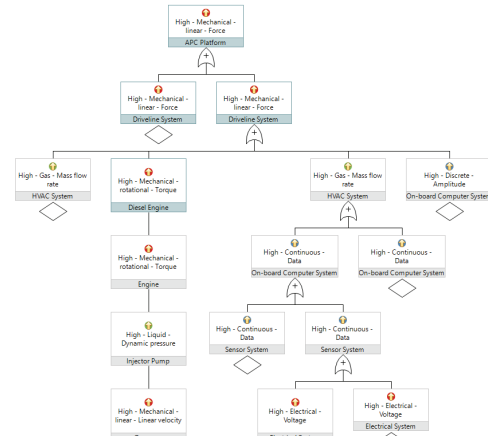 High - Mechanical -
linear - Force
APC Platform
+
High - Mechanical -
linear - Force
Driveline System
High - Mechanical -
linear - Force
Driveline System
+
High - Gas - Mass flow
rate
HVAC System
High - Mechanical -
rotational - Torque
Diesel Engine
High - Gas - Mass flow
rate
HVAC System
+
High - Discrete -
Amplitude
On-board Computer System
High - Mechanical -
rotational - Torque
Engine
High - Continuous -
Data
On-board Computer System
+
High - Continuous -
Data
On-board Computer System
High - Liquid -
Dynamic pressure
Injector Pump
High - Continuous -
Data
Sensor System
High - Continuous -
Data
Sensor System
+
High - Mechanical -
linear - Linear velocity
High - Electrical -
Voltage
High - Electrical -
Voltage
Electrical System